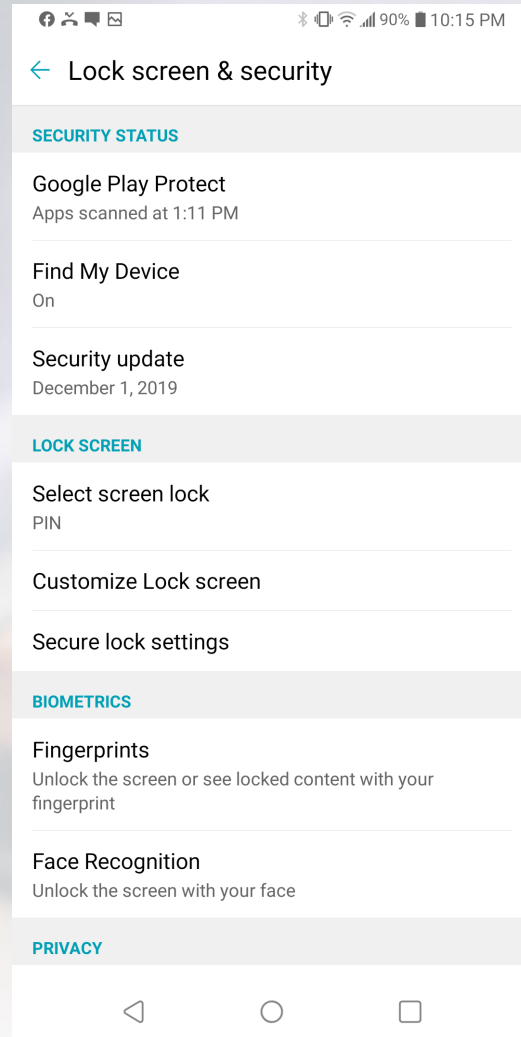 90% 10:15 PM
Lock screen & security
SECURITY STATUS
Google Play Protect
Apps scanned at 1:11 PM
Find My Device
On
Security update
December 1, 2019
LOCK SCREEN
Select screen lock
PIN
Customize Lock screen
Secure lock settings
BIOMETRICS
Fingerprints
Unlock the screen or see locked content with your
fingerprint
Face Recognition
Unlock the screen with your face
PRIVACY